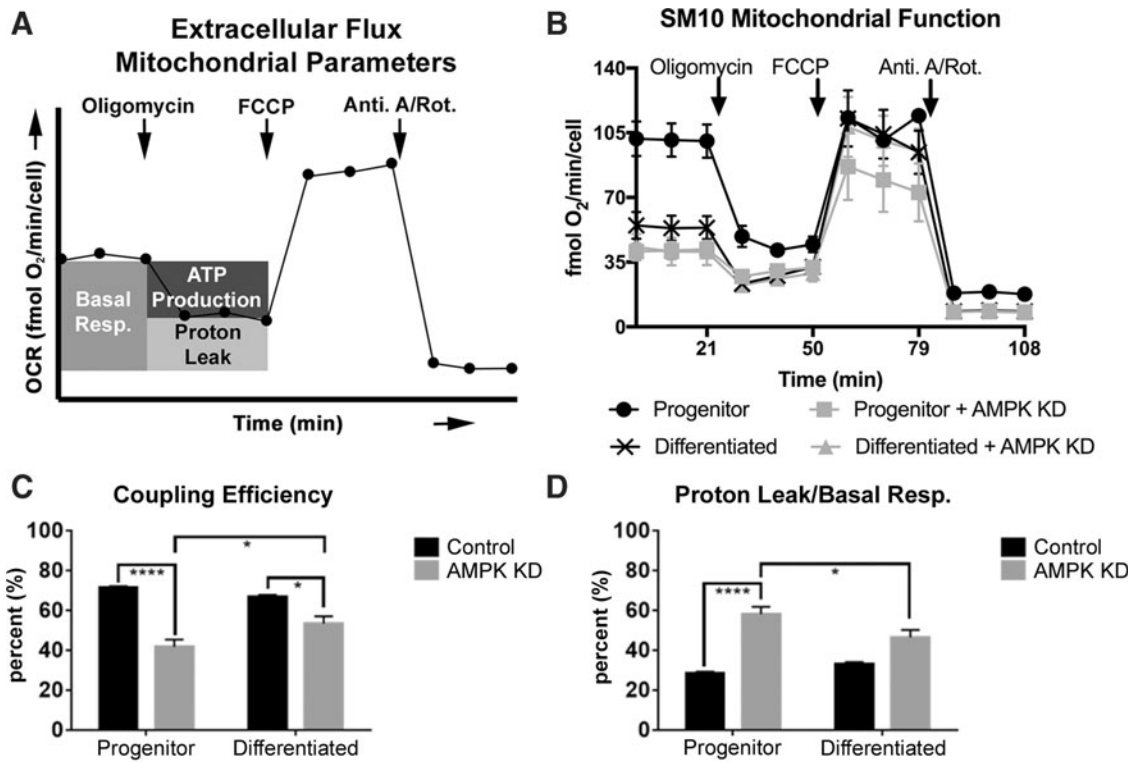 A
Extracellular Flux
Mitochondrial Parameters
Oligomycin
FCCP
Anti. A/Rot.
OCR (fmol O2/min/cell)
Basal
Resp.
ATP
Production
Proton
Leak
Time (min)
B
SM10 Mitochondrial Function
Oligomycin
FCCP
Anti. A/Rot.
fmol O2/min/cell
140
105
70
35
0
21
50
79
108
Time (min)
Progenitor
Progenitor + AMPK KD
Differentiated
Differentiated + AMPK KD
C
Coupling Efficiency
percent (%)
100
80
60
40
20
0
****
*
*
Control
AMPK KD
Progenitor
Differentiated
D
Proton Leak/Basal Resp.
percent (%)
100
80
60
40
20
0
****
*
Control
AMPK KD
Progenitor
Differentiated